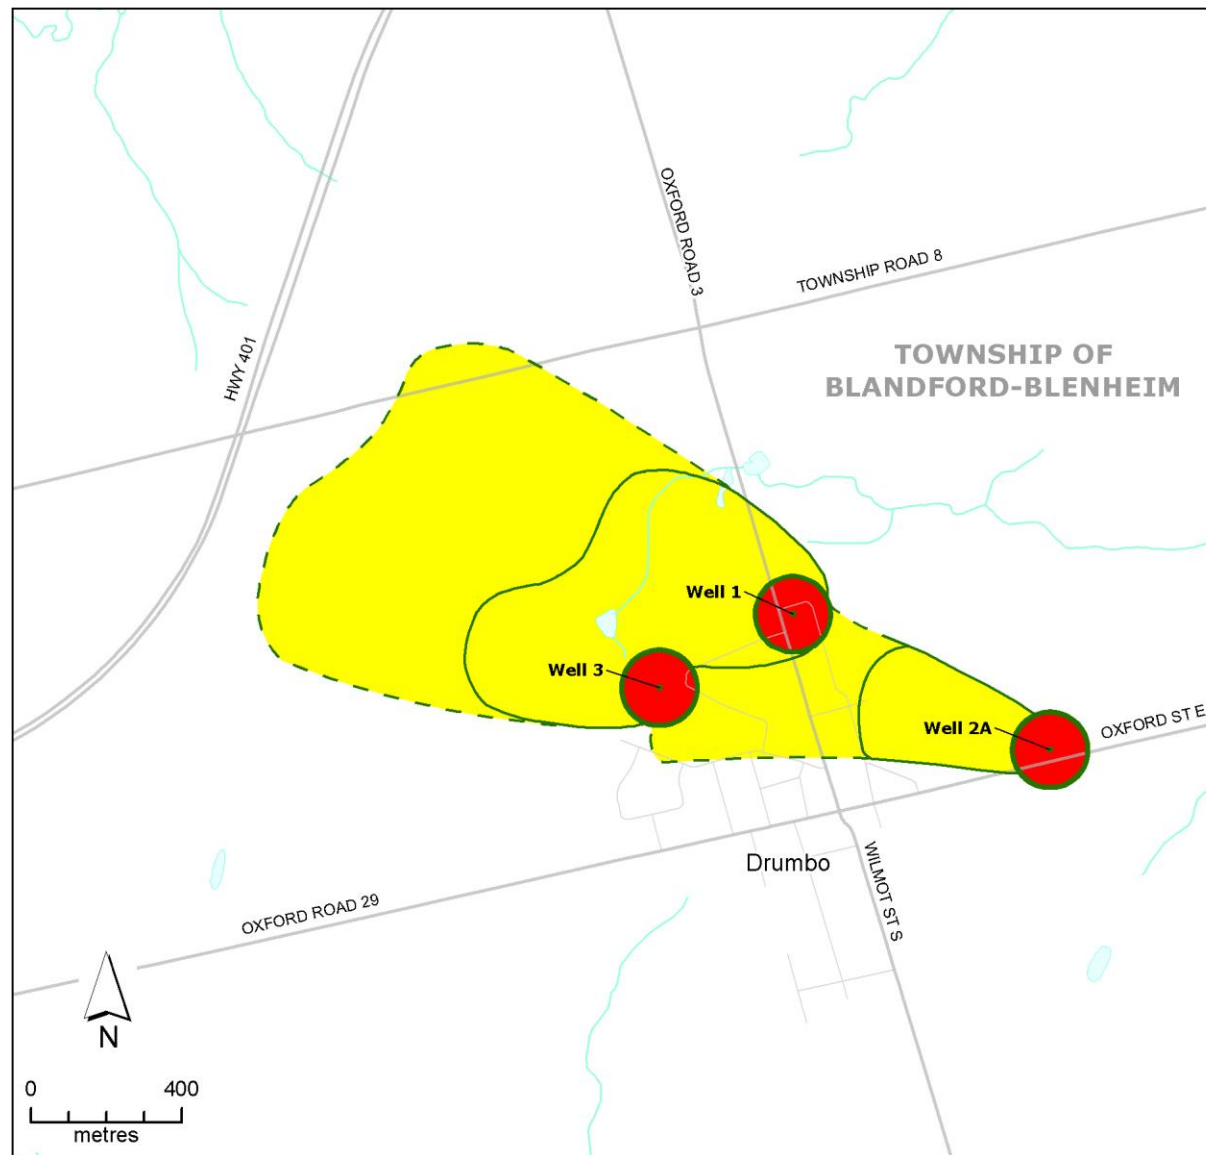 OXFORD ROAD 3
TOWNSHIP ROAD 8
HWY 401
TOWNSHIP OF
BLANDFORD-BLENHEIM
Well 1
Well 3
Well 2A
OXFORD ST E
Drumbo
WILMOT ST S
OXFORD ROAD 29
N
0 400
metres